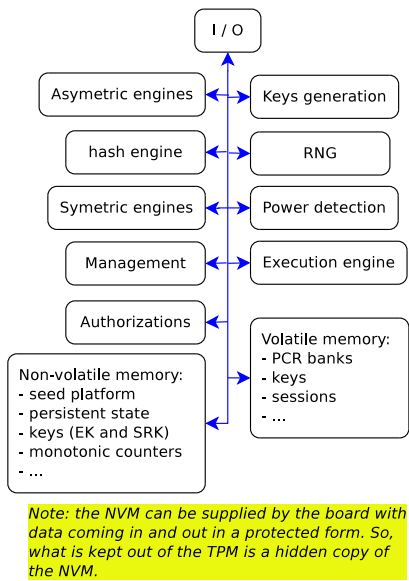 I / O
Asymetric engines
Keys generation
hash engine
RNG
Symetric engines
Power detection
Management
Execution engine
Authorizations
Volatile memory:
- PCR banks
- keys
- sessions
- ...
Non-volatile memory:
- seed platform
- persistent state
- keys (EK and SRK)
- monotonic counters
- ...
Note: the NVM can be supplied by the board with
data coming in and out in a protected form. So,
what is kept out of the TPM is a hidden copy of
the NVM.